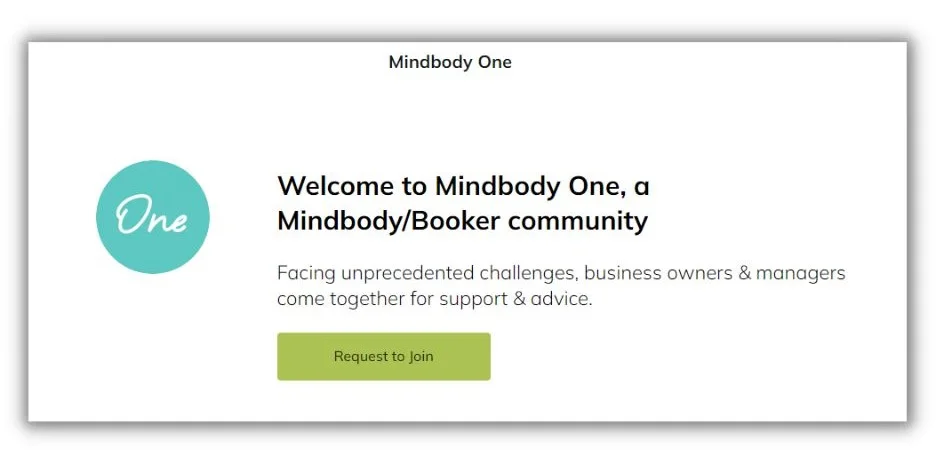 Mindbody One
One
Welcome to Mindbody One, a
Mindbody/Booker community
Facing unprecedented challenges, business owners & managers
come together for support & advice.
Request to Join